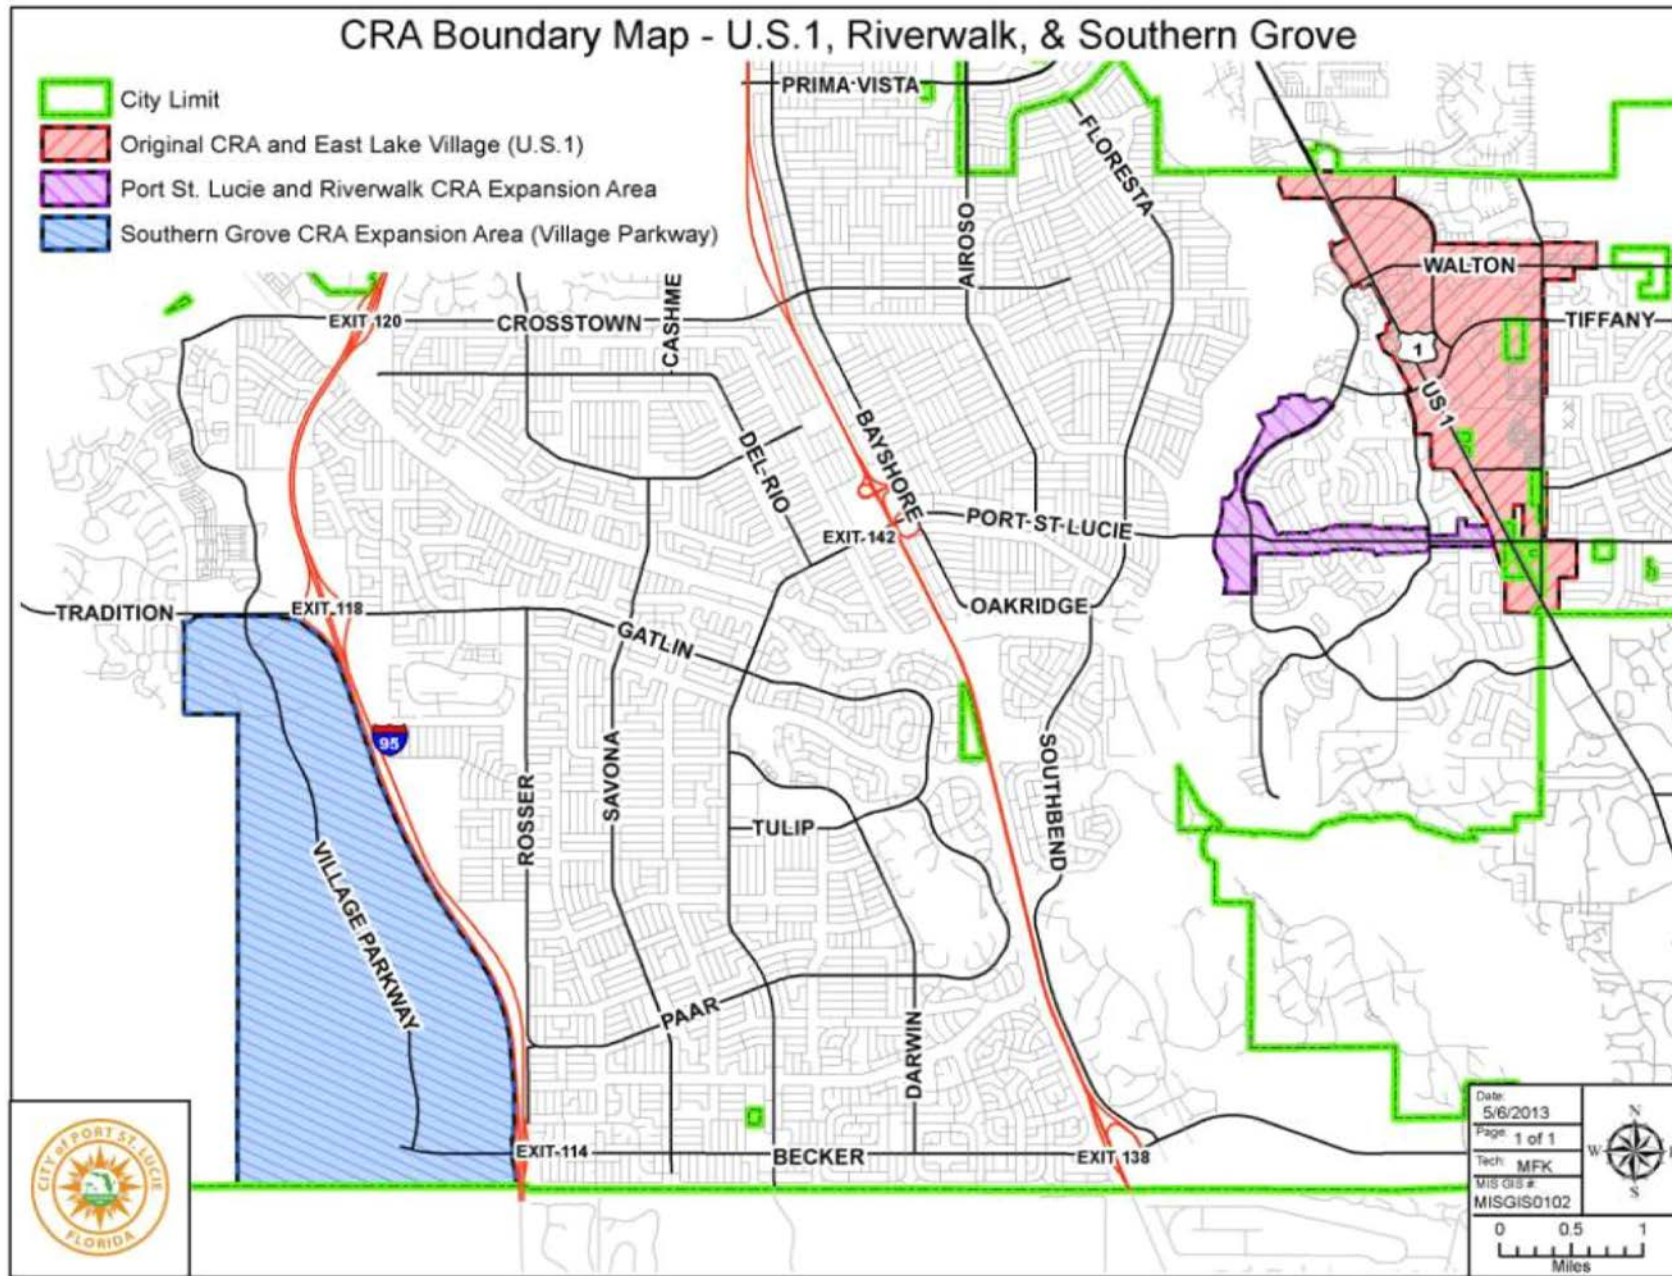 CRA Boundary Map - U.S.1, Riverwalk, & Southern Grove
City Limit
Original CRA and East Lake Village (U.S.1)
Port St. Lucie and Riverwalk CRA Expansion Area
Southern Grove CRA Expansion Area (Village Parkway)
PRIMA VISTA
FLORESTA
AIROSO
CASHME
WALTON
EXIT 120
CROSSTOWN
TIFFANY
1
US 1
BAYSHORE
DEL-RIO
PORT-ST-LUCIE
EXIT-142
TRADITION
EXIT 118
GATLIN
OAKRIDGE
95
SAVONA
SOUTHBEND
ROSSER
TULIP
VILLAGE PARKWAY
PAAR
DARWIN
EXIT-114
BECKER
EXIT 138
CITY of PORT ST. LUCIE
FLORIDA
Date:
5/6/2013
Page: 1 of 1
Tech: MFK
MIS GIS #:
MISGIS0102
N
W
S
0 0.5 1
Miles